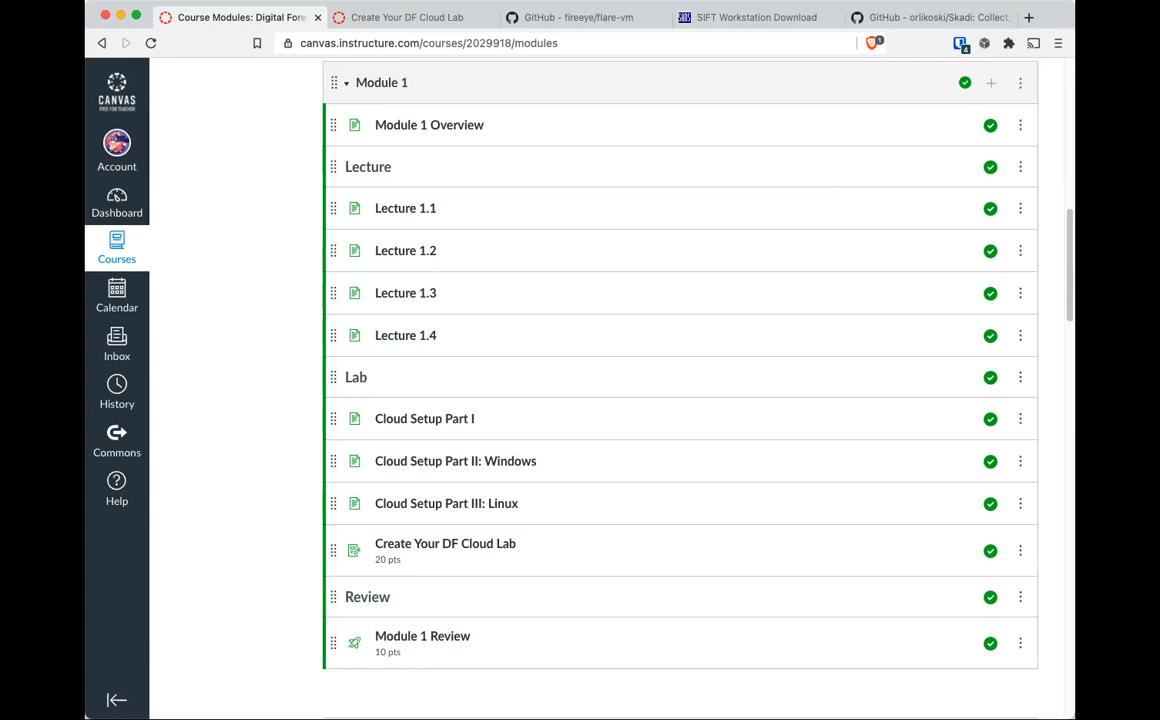 Course Modules: Digital Fore
Create Your DF Cloud Lab
GitHub - fireeye/flare-vm
SIFT Workstation Download
GitHub - orlikoski/Skadi: Collect,
canvas.instructure.com/courses/2029918/modules
1
4
CANVAS
FREE FOR TEACHER
Account
Dashboard
Courses
Calendar
Inbox
History
Commons
Help
Module 1
Module 1 Overview
Lecture
Lecture 1.1
Lecture 1.2
Lecture 1.3
Lecture 1.4
Lab
Cloud Setup Part I
Cloud Setup Part II: Windows
Cloud Setup Part III: Linux
Create Your DF Cloud Lab
20 pts
Review
Module 1 Review
10 pts